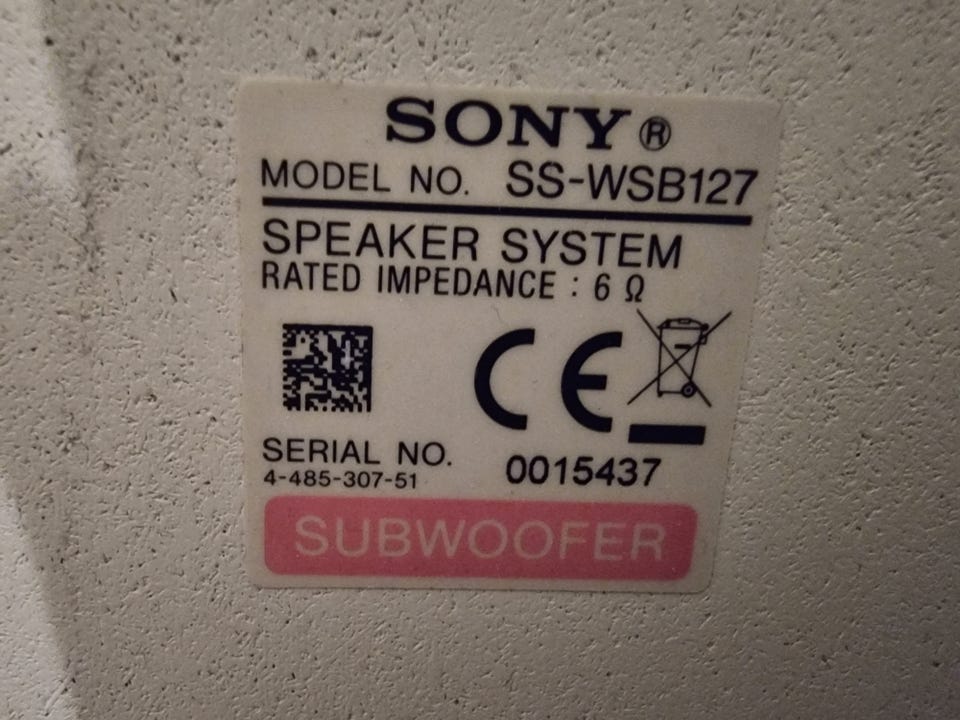 SONY®
MODEL NO. SS-WSB127
SPEAKER SYSTEM
RATED IMPEDANCE : 6 Ω
CE
SERIAL NO. 0015437
4-485-307-51
SUBWOOFER